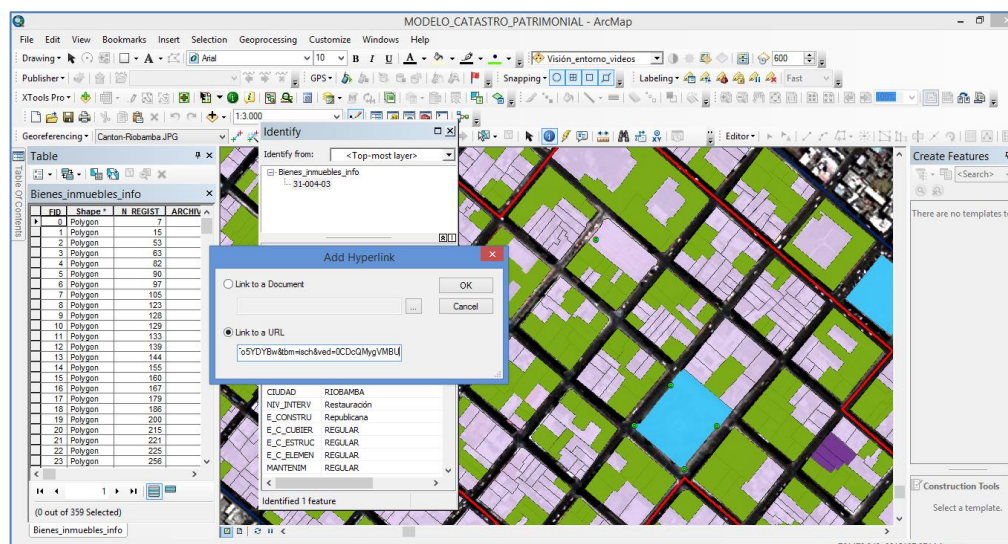 MODELO_CATASTRO_PATRIMONIAL - ArcMap
File Edit View Bookmarks Insert Selection Geoprocessing Customize Windows Help
Drawing Arial 10 B I U A Visión_entorno_videos 600
Publisher GPS Snapping Labeling Fast
XTools Pro
1:3.000
Georeferencing Canton-Riobamba.JPG Editor
Table
Table Of Contents
Bienes_inmuebles_info
FID Shape * N REGIST ARCHIV
0 Polygon 7
1 Polygon 15
2 Polygon 53
3 Polygon 63
4 Polygon 82
5 Polygon 90
6 Polygon 97
7 Polygon 105
8 Polygon 123
9 Polygon 128
10 Polygon 129
11 Polygon 133
12 Polygon 139
13 Polygon 144
14 Polygon 155
15 Polygon 160
16 Polygon 167
17 Polygon 179
18 Polygon 186
19 Polygon 200
20 Polygon 215
21 Polygon 221
22 Polygon 225
23 Polygon 256
1
(0 out of 359 Selected)
Bienes_inmuebles_info
Identify
Identify from: <Top-most layer>
Bienes_inmuebles_info
31-004-03
Add Hyperlink
Link to a Document
...
OK
Cancel
Link to a URL
o5YDYBw&tbm=isch&ved=0CDcQMygVMBU
CIUDAD RIOBAMBA
NIV_INTERV Restauración
E_CONSTRU Republicana
E_C_CUBIER REGULAR
E_C_ESTRUC REGULAR
E_C_ELEMEN REGULAR
MANTENIM REGULAR
Identified 1 feature
Create Features
<Search>
There are no templates to
Construction Tools
Select a template.